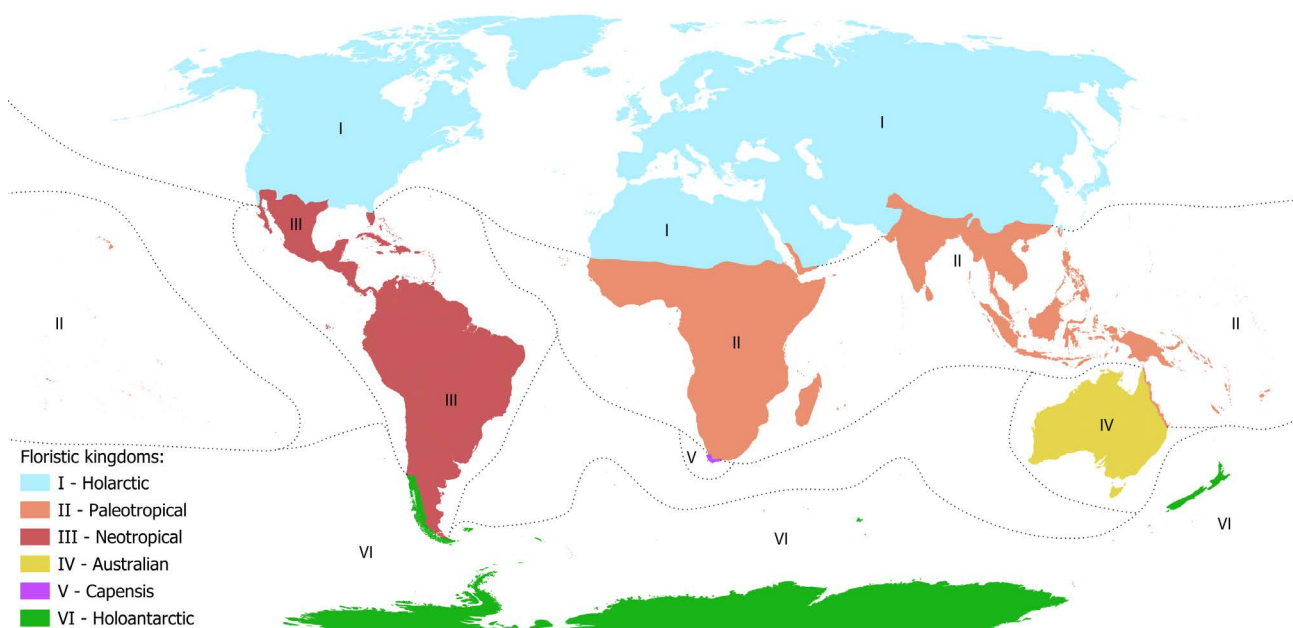 I
I
I
III
II
II
II
II
III
IV
V
VI
VI
VI
Floristic kingdoms:
I - Holarctic
II - Paleotropical
III - Neotropical
IV - Australian
V - Capensis
VI - Holoantarctic